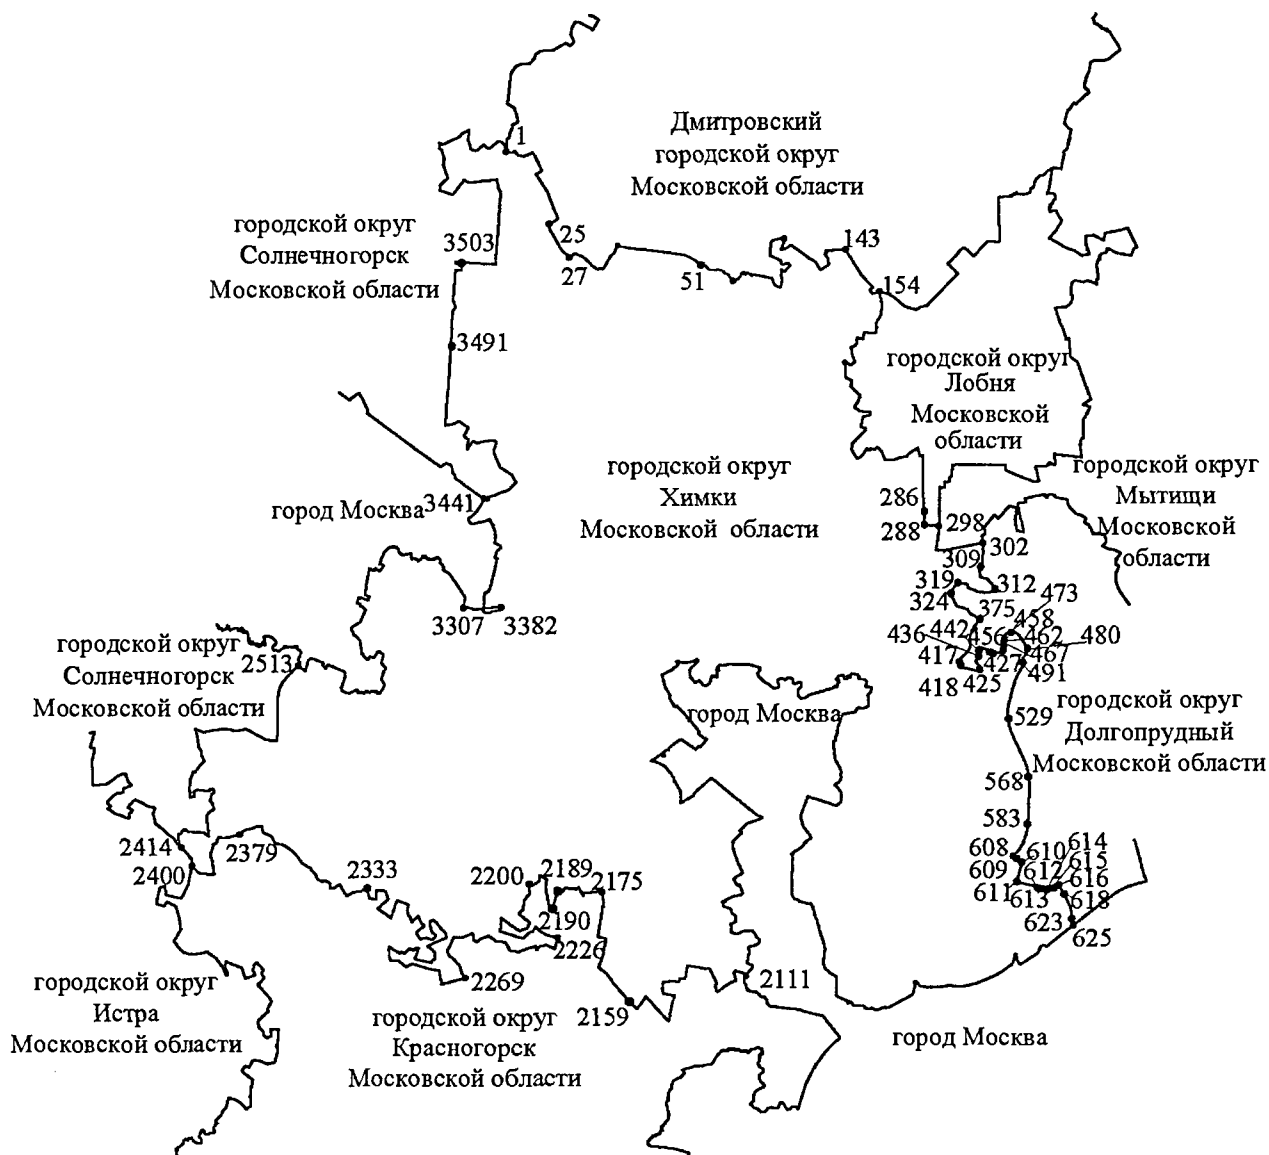 1
Дмитровский
городской округ
Московской области
городской округ
Солнечногорск
Московской области
3503
25
27
51
143
154
3491
городской округ
Лобня
Московской
области
городской округ
Химки
Московской области
город Москва
3441
286
288
298
302
309
312
городской округ
Мытищи
Московской
области
319
324
375
473
458
442
456
462
480
436
417
427
467
418
425
491
3307
3382
городской округ
Солнечногорск
Московской области
2513
город Москва
529
городской округ
Долгопрудный
Московской области
568
583
608
610
614
609
612
615
611
613
616
618
623
625
2414
2400
2379
2333
2200
2189
2175
2190
2226
2269
2159
2111
городской округ
Истра
Московской области
городской округ
Красногорск
Московской области
город Москва